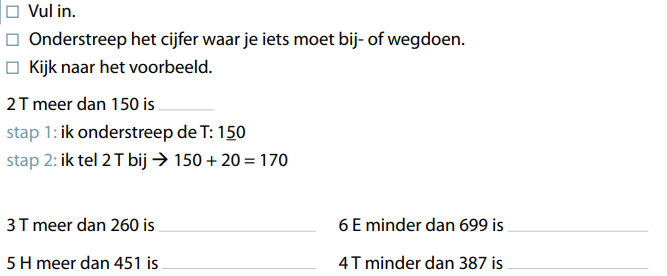 ☐ Vul in.
☐ Onderstreep het cijfer waar je iets moet bij- of wegdoen.
☐ Kijk naar het voorbeeld.
2 T meer dan 150 is ______
stap 1: ik onderstreep de T: 150
stap 2: ik tel 2 T bij → 150 + 20 = 170
3 T meer dan 260 is ______ 6 E minder dan 699 is ______
5 H meer dan 451 is ______ 4 T minder dan 387 is ______